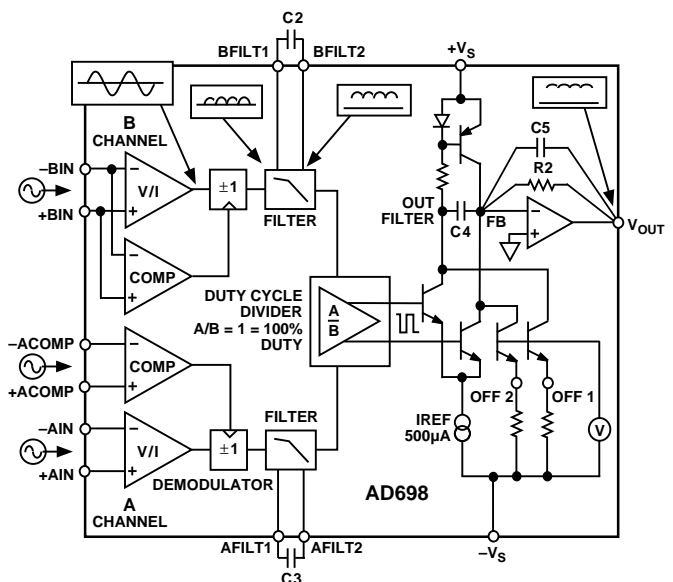 C2
BFILT1 BFILT2
+VS
B
CHANNEL
–BIN
+BIN
V/I
±1
FILTER
COMP
C5
R2
OUT
FILTER
C4
FB
–
+
VOUT
DUTY CYCLE
DIVIDER
A/B = 1 = 100%
DUTY
A
B
–ACOMP
+ACOMP
COMP
–AIN
+AIN
V/I
±1
DEMODULATOR
FILTER
A
CHANNEL
IREF
500µA
OFF 2
OFF 1
V
AD698
AFILT1 AFILT2
C3
–VS